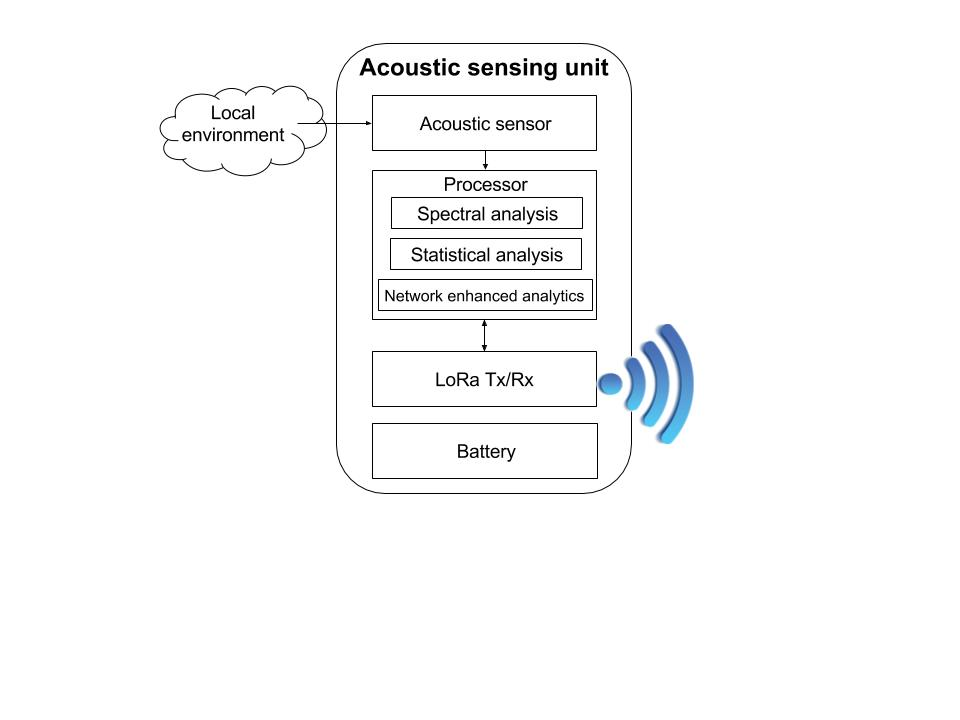 Acoustic sensing unit
Local
environment
Acoustic sensor
Processor
Spectral analysis
Statistical analysis
Network enhanced analytics
LoRa Tx/Rx
Battery